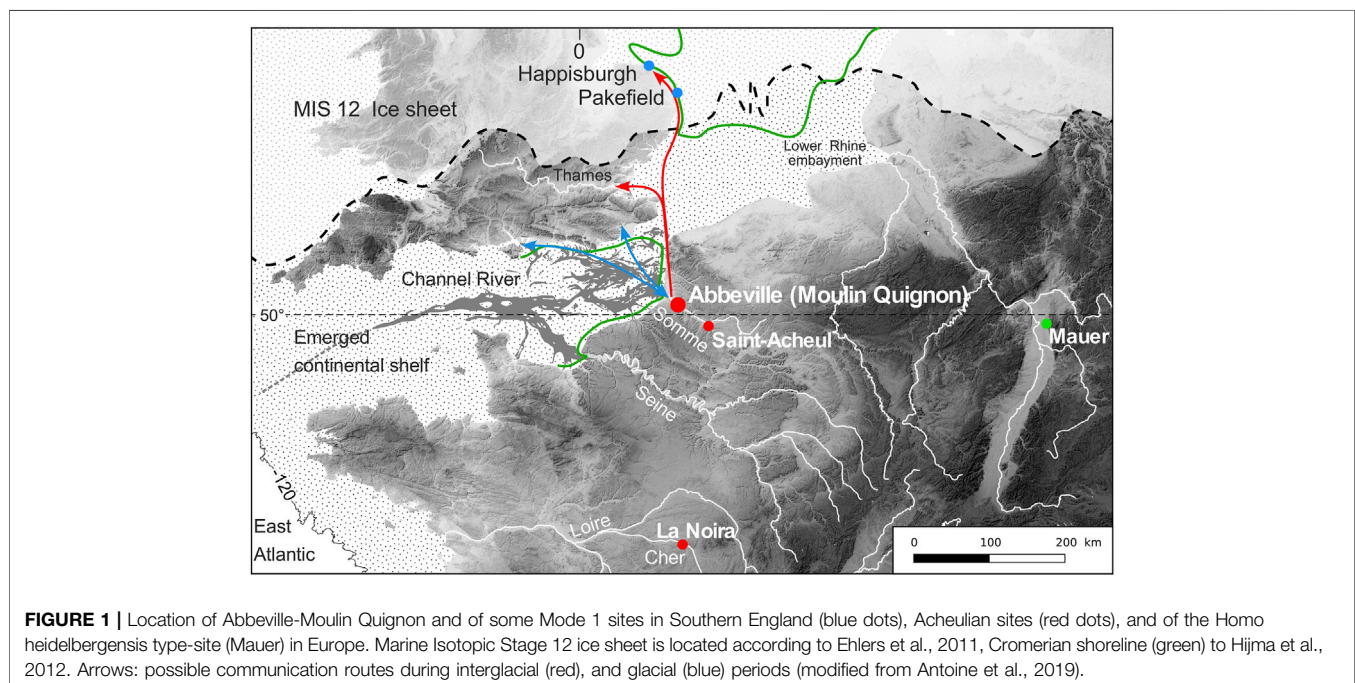 0
Happisburgh
Pakefield
MIS 12 Ice sheet
Lower Rhine
embayment
Thames
Channel River
Abbeville (Moulin Quignon)
50°
Somme
Saint-Acheul
Mauer
Emerged
continental shelf
Seine
-120
East
Atlantic
Loire
La Noira
Cher
0 100 200 km
FIGURE 1 | Location of Abbeville-Moulin Quignon and of some Mode 1 sites in Southern England (blue dots), Acheulian sites (red dots), and of the Homo
heidelbergensis type-site (Mauer) in Europe. Marine Isotopic Stage 12 ice sheet is located according to Ehlers et al., 2011, Cromerian shoreline (green) to Hijma et al.,
2012. Arrows: possible communication routes during interglacial (red), and glacial (blue) periods (modified from Antoine et al., 2019).